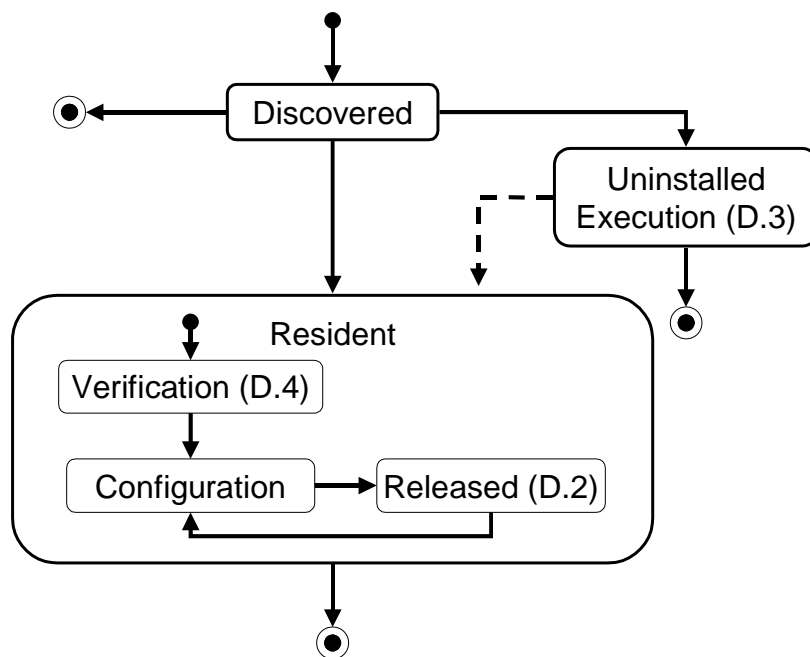 Discovered
Uninstalled
Execution (D.3)
Resident
Verification (D.4)
Configuration
Released (D.2)